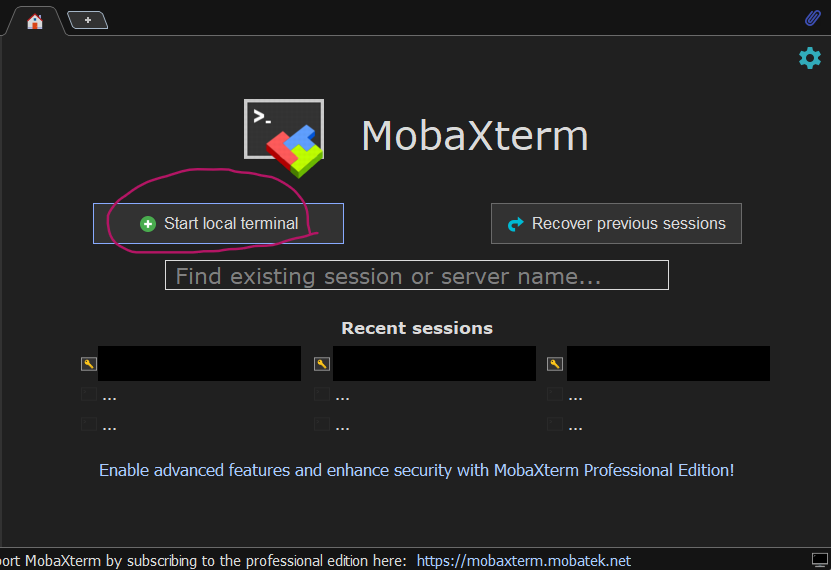 MobaXterm
Start local terminal
Recover previous sessions
Find existing session or server name...
Recent sessions
... ... ...
... ... ...
Enable advanced features and enhance security with MobaXterm Professional Edition!
ort MobaXterm by subscribing to the professional edition here: https://mobaxterm.mobatek.net